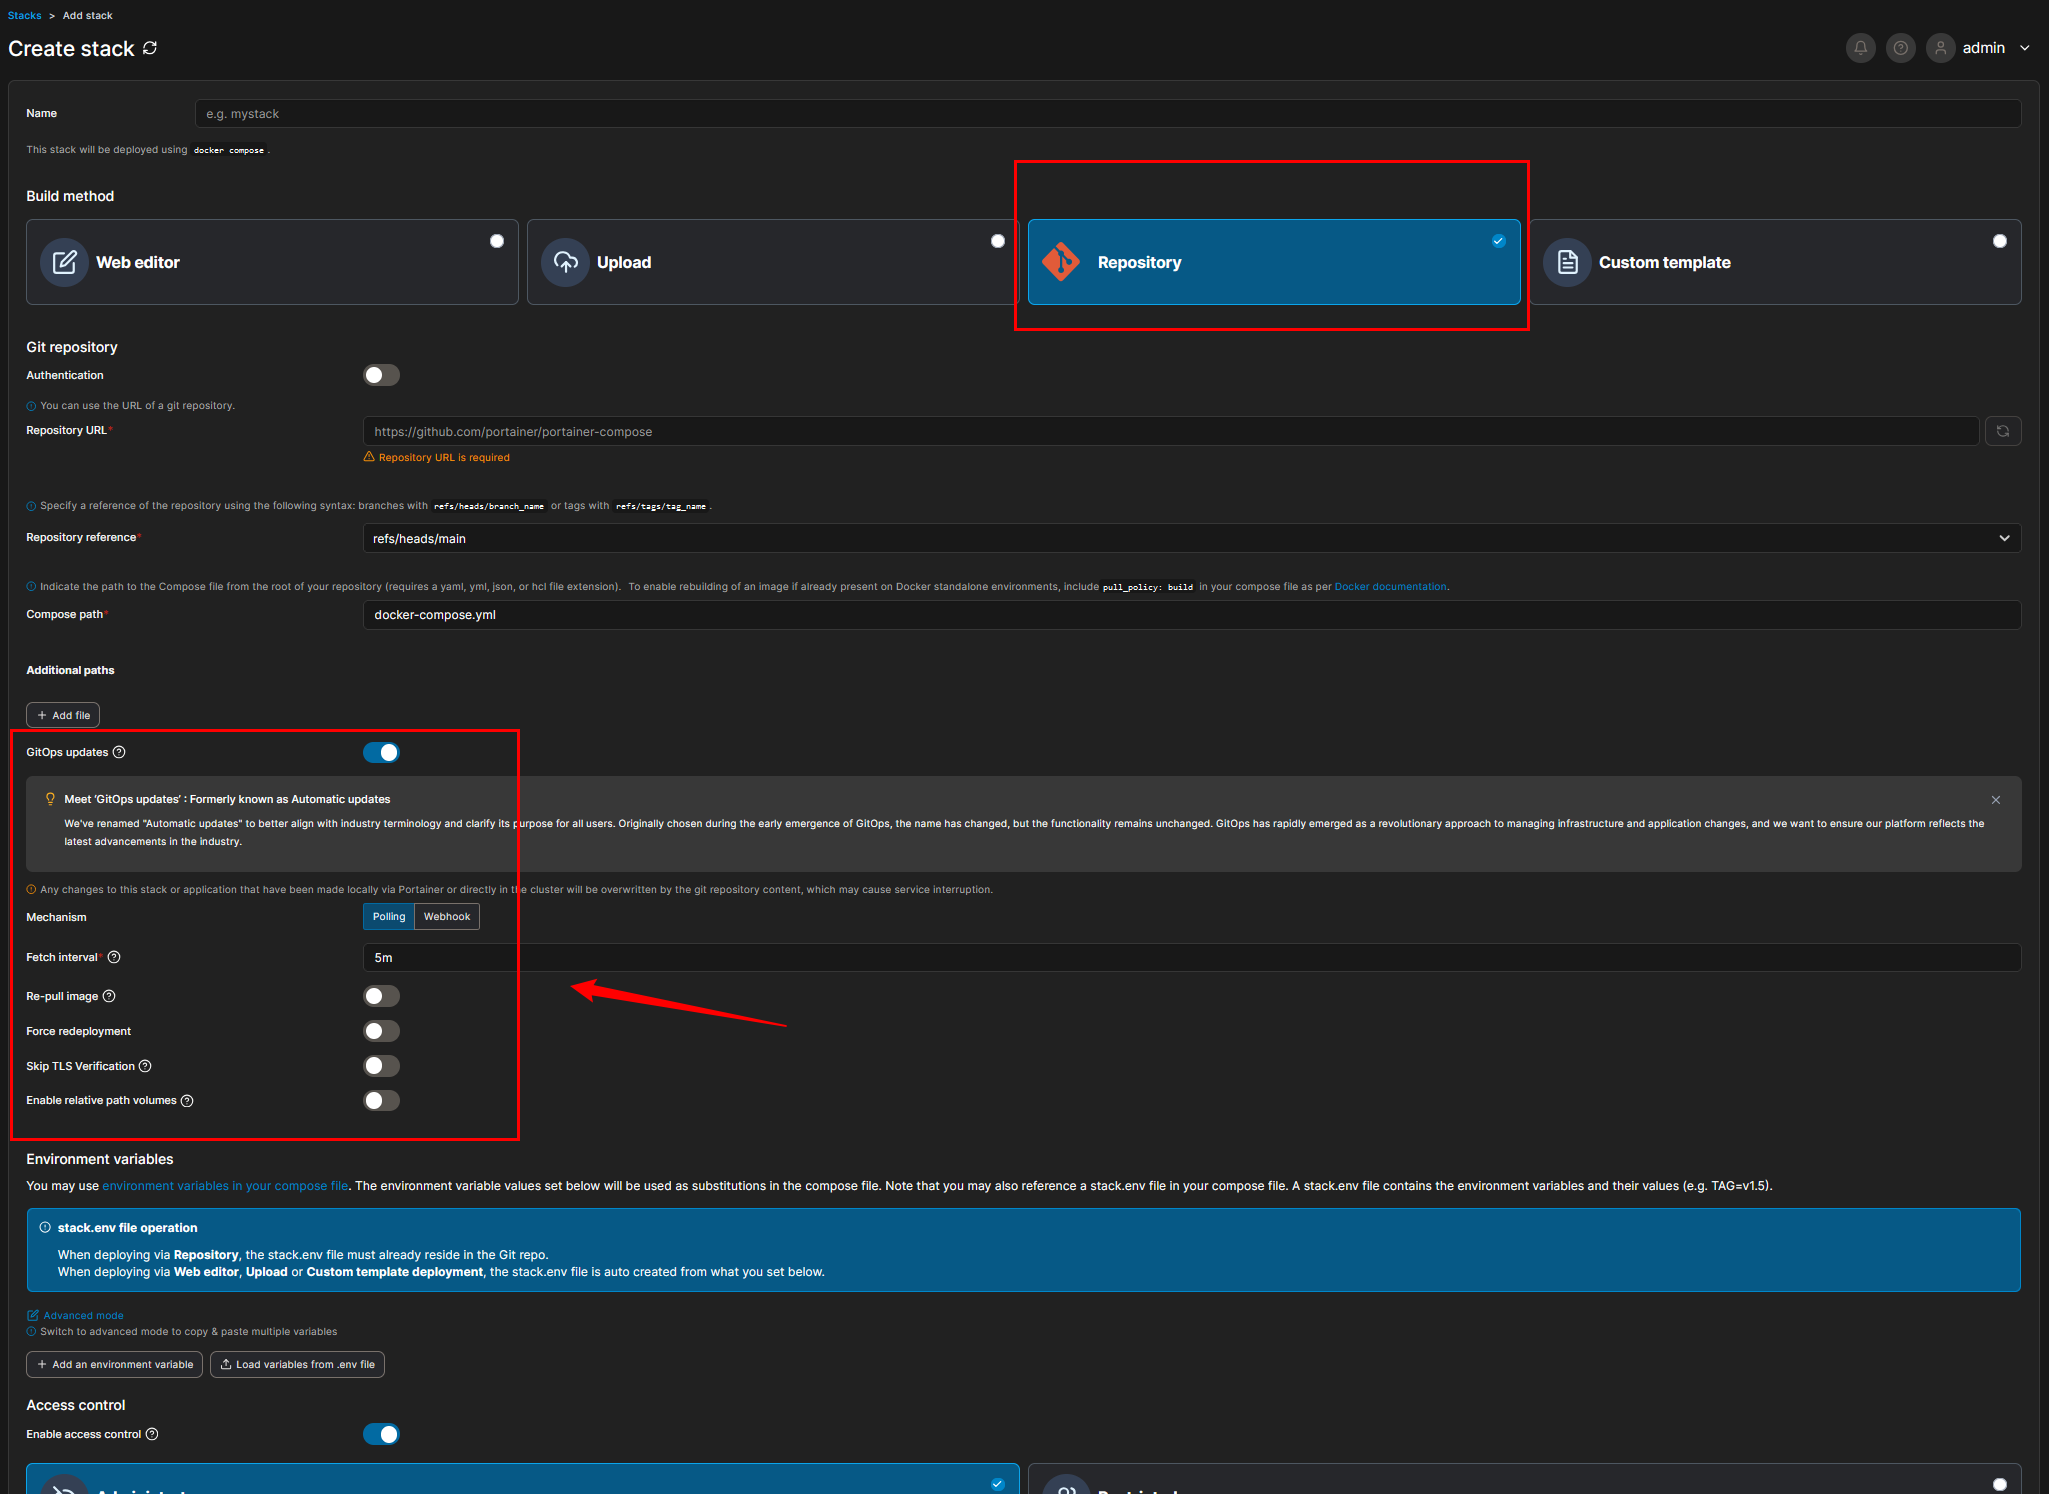 Stacks > Add stack
Create stack
admin
Name
e.g. mystack
This stack will be deployed using docker compose .
Build method
Web editor
Upload
Repository
Custom template
Git repository
Authentication
You can use the URL of a git repository.
Repository URL*
https://github.com/portainer/portainer-compose
Repository URL is required
Specify a reference of the repository using the following syntax: branches with refs/heads/branch_name or tags with refs/tags/tag_name .
Repository reference*
refs/heads/main
Indicate the path to the Compose file from the root of your repository (requires a yaml, yml, json, or hcl file extension). To enable rebuilding of an image if already present on Docker standalone environments, include pull_policy: build in your compose file as per Docker documentation.
Compose path*
docker-compose.yml
Additional paths
+ Add file
GitOps updates
Meet 'GitOps updates' : Formerly known as Automatic updates
We've renamed "Automatic updates" to better align with industry terminology and clarify its purpose for all users. Originally chosen during the early emergence of GitOps, the name has changed, but the functionality remains unchanged. GitOps has rapidly emerged as a revolutionary approach to managing infrastructure and application changes, and we want to ensure our platform reflects the
latest advancements in the industry.
Any changes to this stack or application that have been made locally via Portainer or directly in the cluster will be overwritten by the git repository content, which may cause service interruption.
Mechanism
Polling
Webhook
Fetch interval*
5m
Re-pull image
Force redeployment
Skip TLS Verification
Enable relative path volumes
Environment variables
You may use environment variables in your compose file. The environment variable values set below will be used as substitutions in the compose file. Note that you may also reference a stack.env file in your compose file. A stack.env file contains the environment variables and their values (e.g. TAG=v1.5).
stack.env file operation
When deploying via Repository, the stack.env file must already reside in the Git repo.
When deploying via Web editor, Upload or Custom template deployment, the stack.env file is auto created from what you set below.
Advanced mode
Switch to advanced mode to copy & paste multiple variables
+ Add an environment variable
Load variables from .env file
Access control
Enable access control